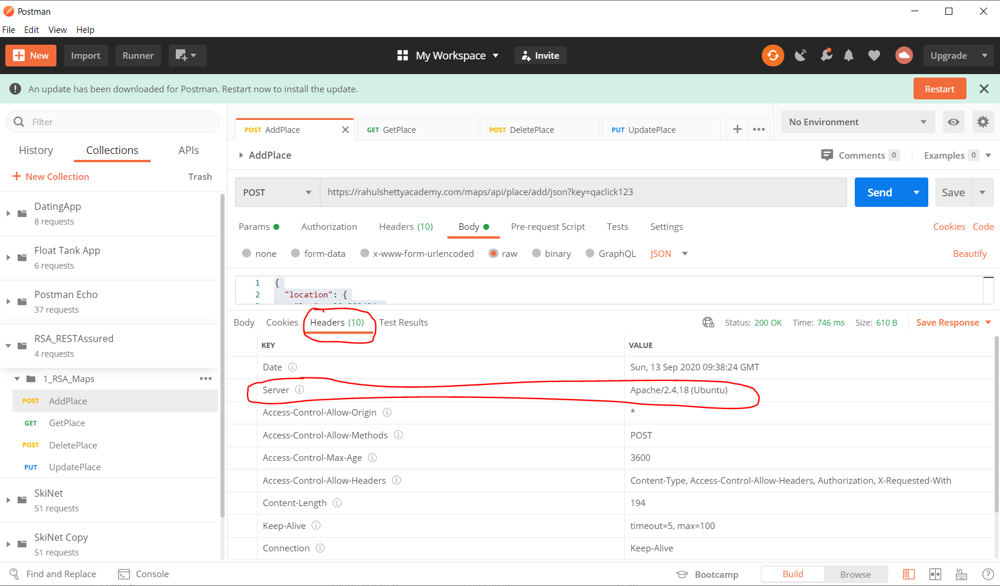 Postman
File Edit View Help
New Import Runner My Workspace Invite Upgrade
An update has been downloaded for Postman. Restart now to install the update. Restart
Filter
History Collections APIs
New Collection Trash
DatingApp
8 requests
Float Tank App
6 requests
Postman Echo
37 requests
RSA_RESTAssured
4 requests
1_RSA_Maps
POST AddPlace
GET GetPlace
POST DeletePlace
PUT UpdatePlace
SkiNet
51 requests
SkiNet Copy
51 requests
POST AddPlace GET GetPlace POST DeletePlace PUT UpdatePlace No Environment
AddPlace Comments 0 Examples 0
POST https://rahulshettyacademy.com/maps/api/place/add/json?key=qaclick123 Send Save
Params Authorization Headers (10) Body Pre-request Script Tests Settings Cookies Code
none form-data x-www-form-urlencoded raw binary GraphQL JSON Beautify
1 {
2 "location": {
Body Cookies Headers (10) Test Results Status: 200 OK Time: 746 ms Size: 610 B Save Response
KEY VALUE
Date Sun, 13 Sep 2020 09:38:24 GMT
Server Apache/2.4.18 (Ubuntu)
Access-Control-Allow-Origin *
Access-Control-Allow-Methods POST
Access-Control-Max-Age 3600
Access-Control-Allow-Headers Content-Type, Access-Control-Allow-Headers, Authorization, X-Requested-With
Content-Length 194
Keep-Alive timeout=5, max=100
Connection Keep-Alive
Find and Replace Console Bootcamp Build Browse